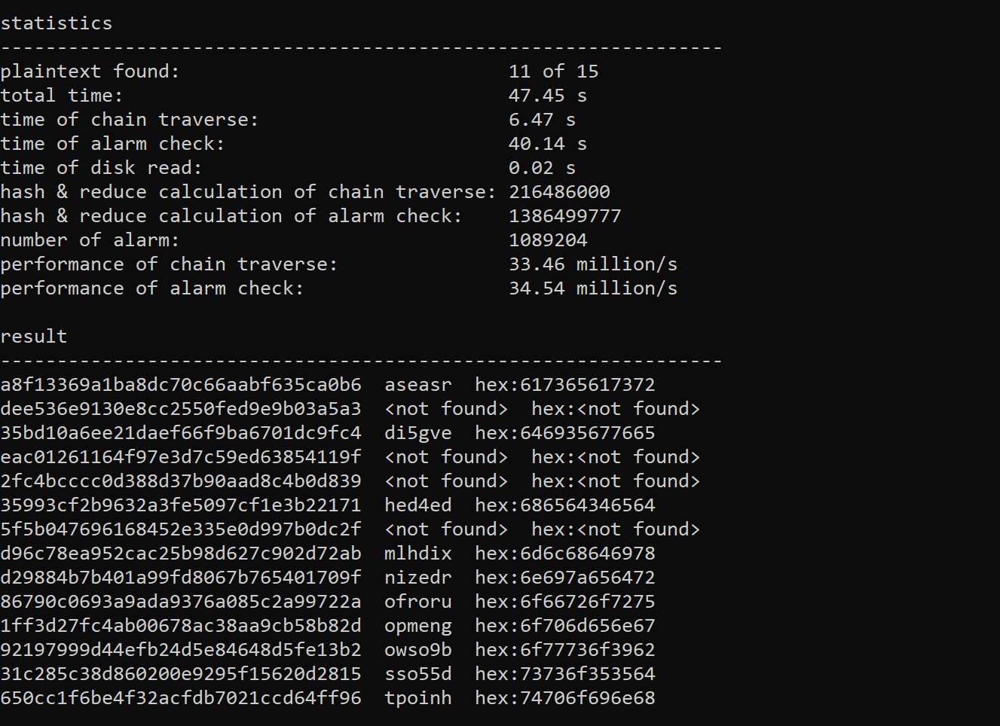 statistics
----------------------------------------------------------------
plaintext found: 11 of 15
total time: 47.45 s
time of chain traverse: 6.47 s
time of alarm check: 40.14 s
time of disk read: 0.02 s
hash & reduce calculation of chain traverse: 216486000
hash & reduce calculation of alarm check: 1386499777
number of alarm: 1089204
performance of chain traverse: 33.46 million/s
performance of alarm check: 34.54 million/s
result
----------------------------------------------------------------
a8f13369a1ba8dc70c66aabf635ca0b6 aseasr hex:617365617372
dee536e9130e8cc2550fed9e9b03a5a3 <not found> hex:<not found>
35bd10a6ee21daef66f9ba6701dc9fc4 di5gve hex:646935677665
eac01261164f97e3d7c59ed63854119f <not found> hex:<not found>
2fc4bcccc0d388d37b90aad8c4b0d839 <not found> hex:<not found>
35993cf2b9632a3fe5097cf1e3b22171 hed4ed hex:686564346564
5f5b047696168452e335e0d997b0dc2f <not found> hex:<not found>
d96c78ea952cac25b98d627c902d72ab mlhdix hex:6d6c68646978
d29884b7b401a99fd8067b765401709f nizedr hex:6e697a656472
86790c0693a9ada9376a085c2a99722a ofroru hex:6f66726f7275
1ff3d27fc4ab00678ac38aa9cb58b82d opmeng hex:6f706d656e67
92197999d44efb24d5e84648d5fe13b2 owso9b hex:6f77736f3962
31c285c38d860200e9295f15620d2815 sso55d hex:73736f353564
650cc1f6be4f32acfdb7021ccd64ff96 tpoinh hex:74706f696e68